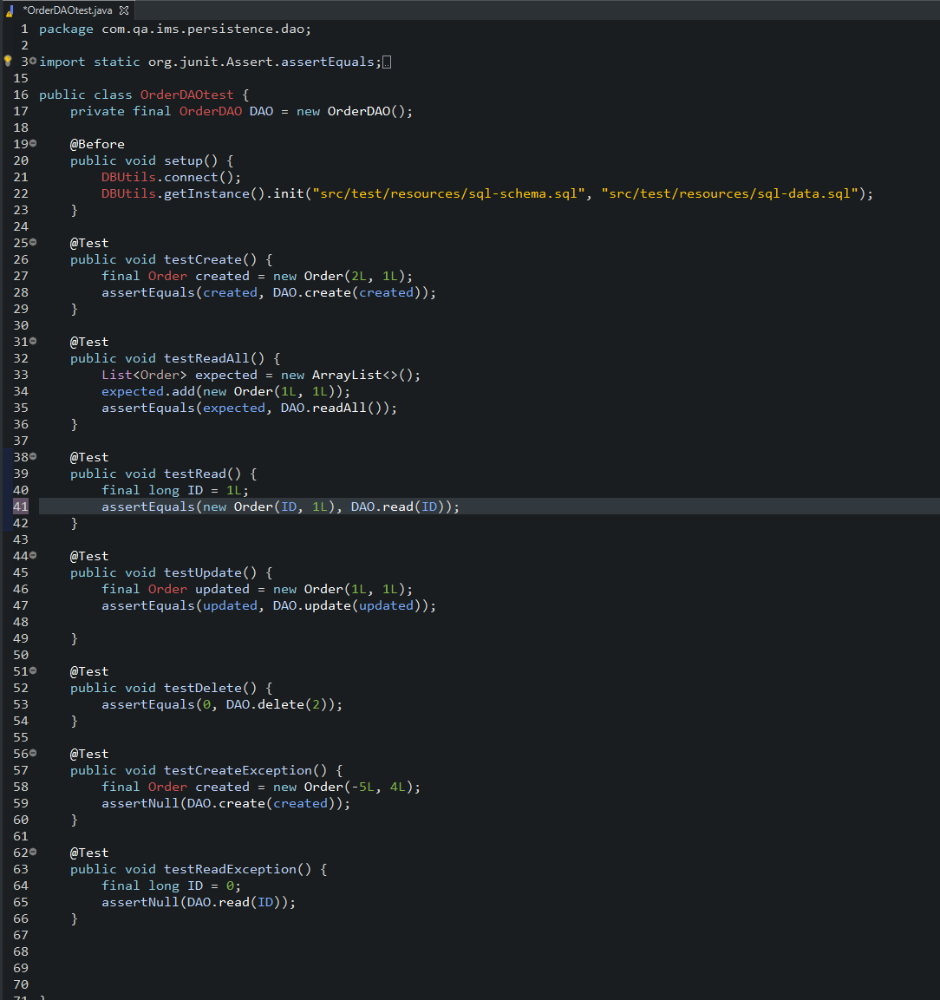 *OrderDAOtest.java
1 package com.qa.ims.persistence.dao;
2
3 import static org.junit.Assert.assertEquals;
15
16 public class OrderDAOtest {
17     private final OrderDAO DAO = new OrderDAO();
18
19     @Before
20     public void setup() {
21         DBUtils.connect();
22         DBUtils.getInstance().init("src/test/resources/sql-schema.sql", "src/test/resources/sql-data.sql");
23     }
24
25     @Test
26     public void testCreate() {
27         final Order created = new Order(2L, 1L);
28         assertEquals(created, DAO.create(created));
29     }
30
31     @Test
32     public void testReadAll() {
33         List<Order> expected = new ArrayList<>();
34         expected.add(new Order(1L, 1L));
35         assertEquals(expected, DAO.readAll());
36     }
37
38     @Test
39     public void testRead() {
40         final long ID = 1L;
41         assertEquals(new Order(ID, 1L), DAO.read(ID));
42     }
43
44     @Test
45     public void testUpdate() {
46         final Order updated = new Order(1L, 1L);
47         assertEquals(updated, DAO.update(updated));
48
49     }
50
51     @Test
52     public void testDelete() {
53         assertEquals(0, DAO.delete(2));
54     }
55
56     @Test
57     public void testCreateException() {
58         final Order created = new Order(-5L, 4L);
59         assertNull(DAO.create(created));
60     }
61
62     @Test
63     public void testReadException() {
64         final long ID = 0;
65         assertNull(DAO.read(ID));
66     }
67
68
69
70
71 }